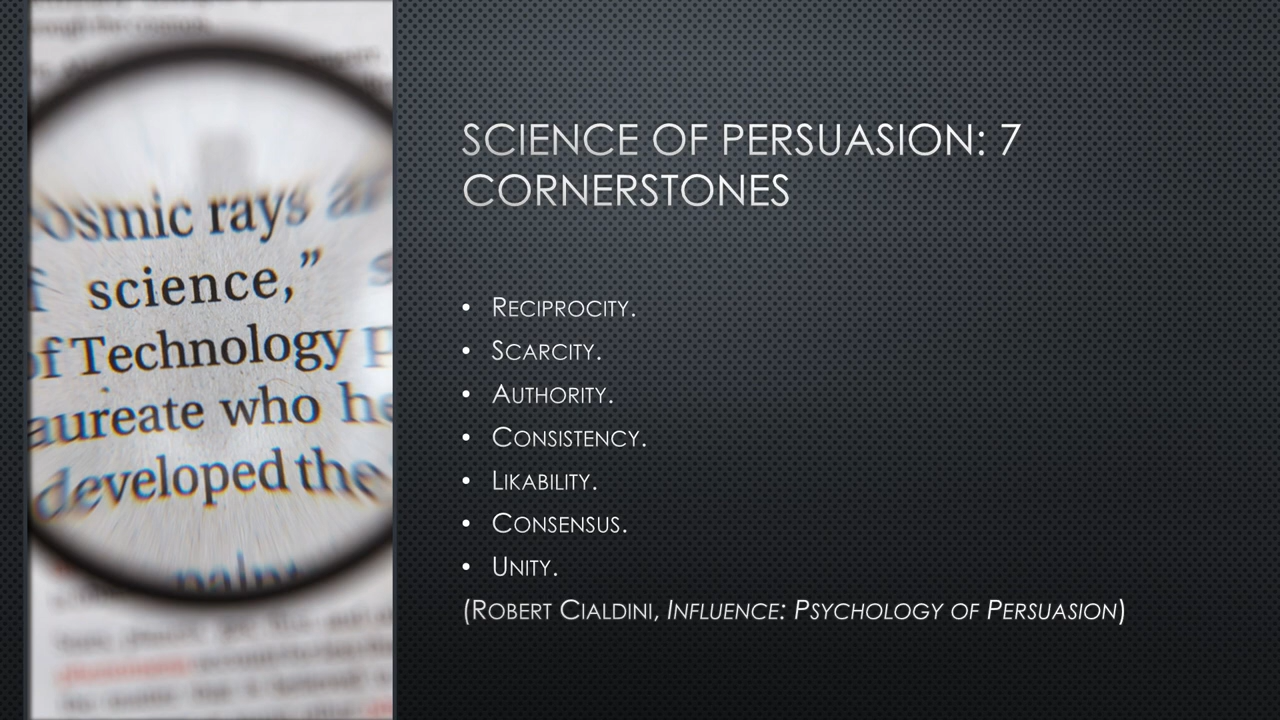 osmic rays
science,”
of Technology
aureate who he
developed the
SCIENCE OF PERSUASION: 7
CORNERSTONES
• RECIPROCITY.
• SCARCITY.
• AUTHORITY.
• CONSISTENCY.
• LIKABILITY.
• CONSENSUS.
• UNITY.
(ROBERT CIALDINI, INFLUENCE: PSYCHOLOGY OF PERSUASION)